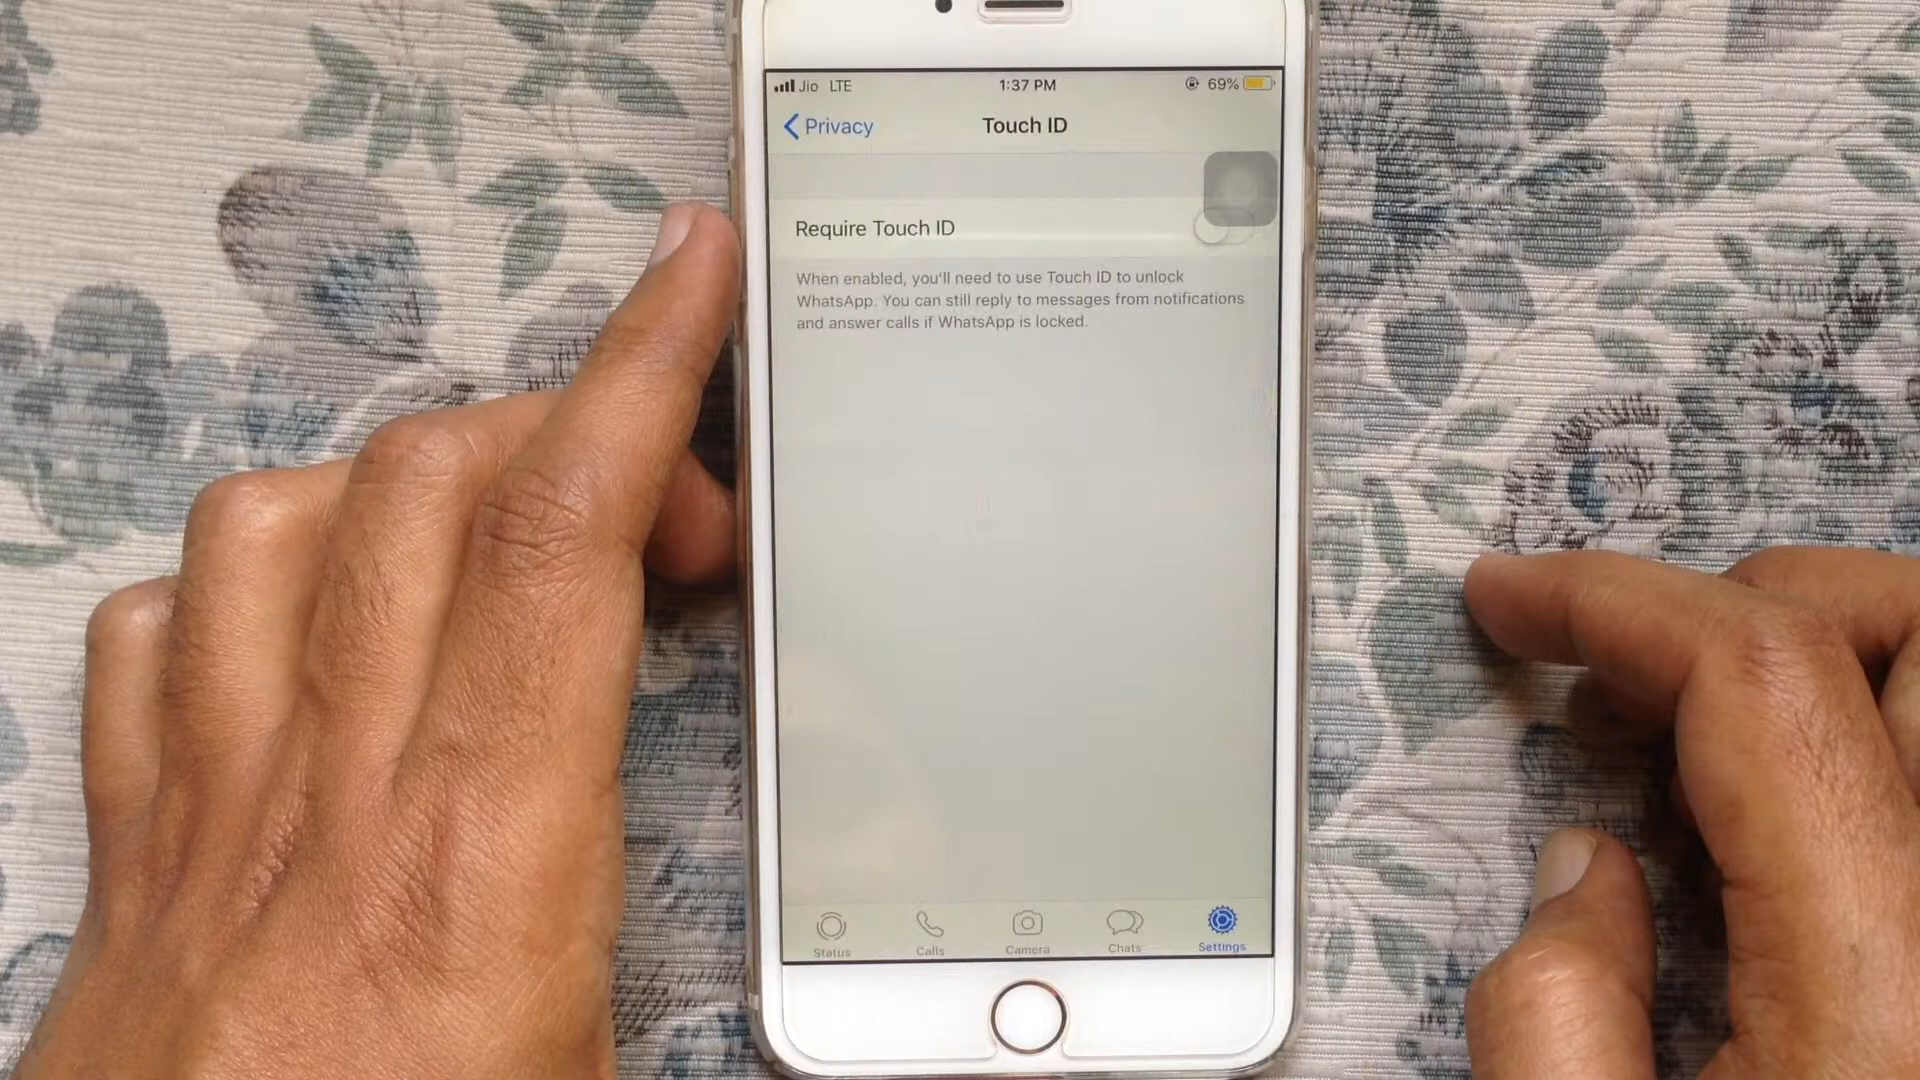 Jio LTE 1:37 PM 69%
Privacy Touch ID
Require Touch ID
When enabled, you'll need to use Touch ID to unlock
WhatsApp. You can still reply to messages from notifications
and answer calls if WhatsApp is locked.
Status Calls Camera Chats Settings